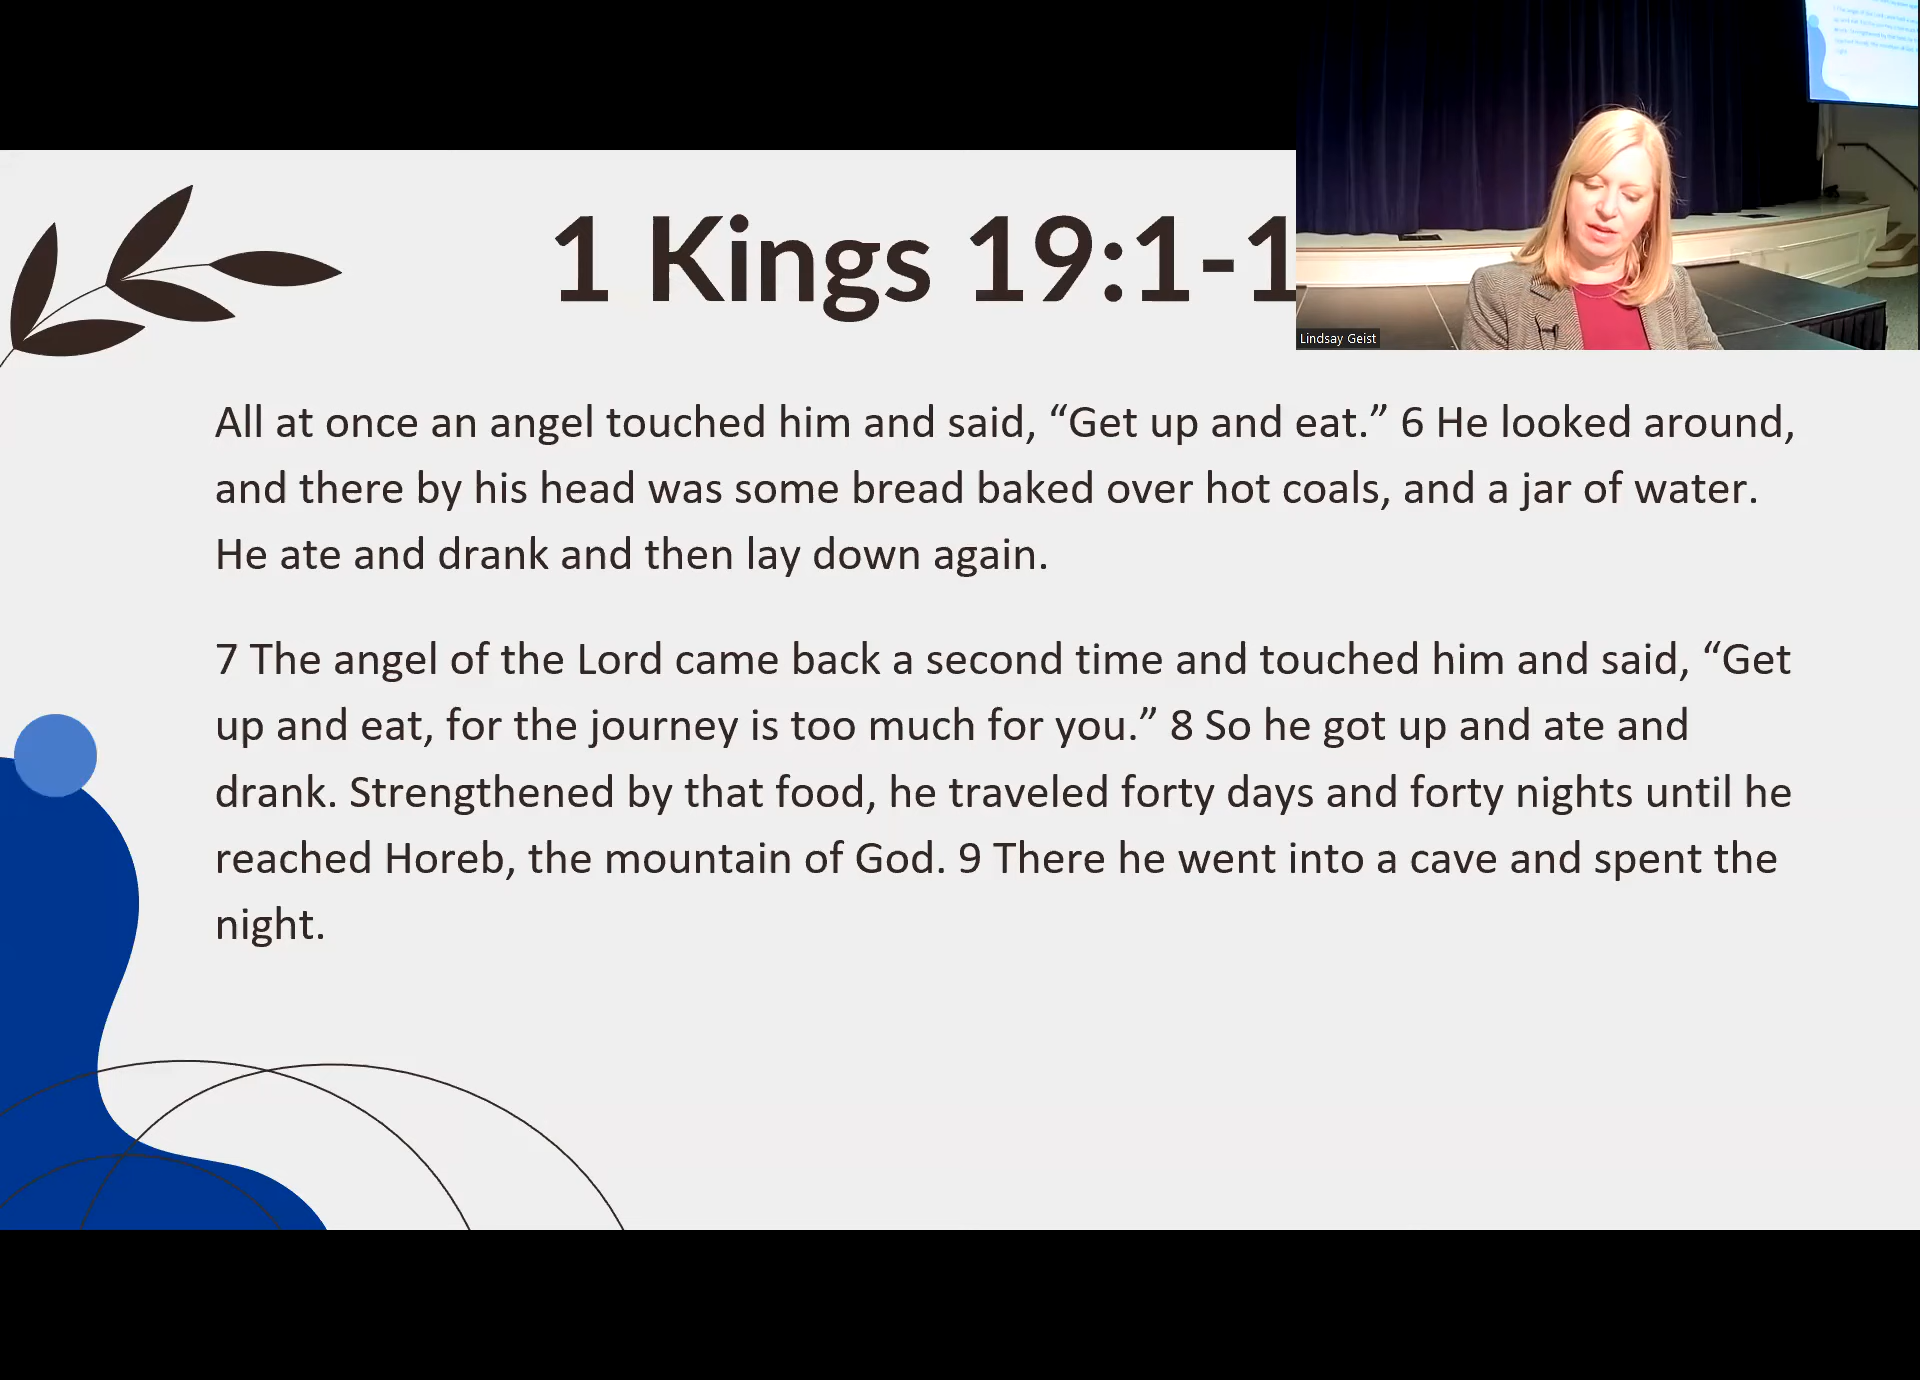 1 Kings 19:1-1
Lindsay Geist
All at once an angel touched him and said, “Get up and eat.” 6 He looked around,
and there by his head was some bread baked over hot coals, and a jar of water.
He ate and drank and then lay down again.
7 The angel of the Lord came back a second time and touched him and said, “Get
up and eat, for the journey is too much for you.” 8 So he got up and ate and
drank. Strengthened by that food, he traveled forty days and forty nights until he
reached Horeb, the mountain of God. 9 There he went into a cave and spent the
night.